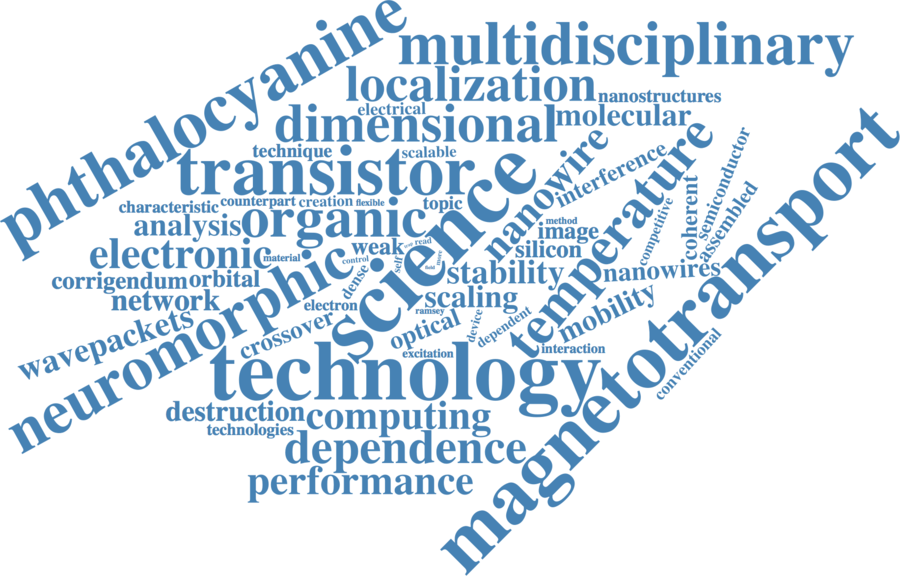 phthalocyanine
multidisciplinary
localization
nanostructures
electrical
dimensional
molecular
technique
scalable
transistor
science
nanowire
interference
temperature
semiconductor
magnetotransport
characteristic
counterpart
creation
flexible
topic
analysis
organic
method
image
competitive
coherent
assembled
electronic
material
weak
read
silicon
control
self
more
field
corrigendum
orbital
dense
stability
nanowires
network
neuromorphic
electron
scaling
mobility
wavepackets
crossover
ramsey
optical
device
dependent
excitation
interaction
conventional
technology
destruction
computing
technologies
dependence
performance